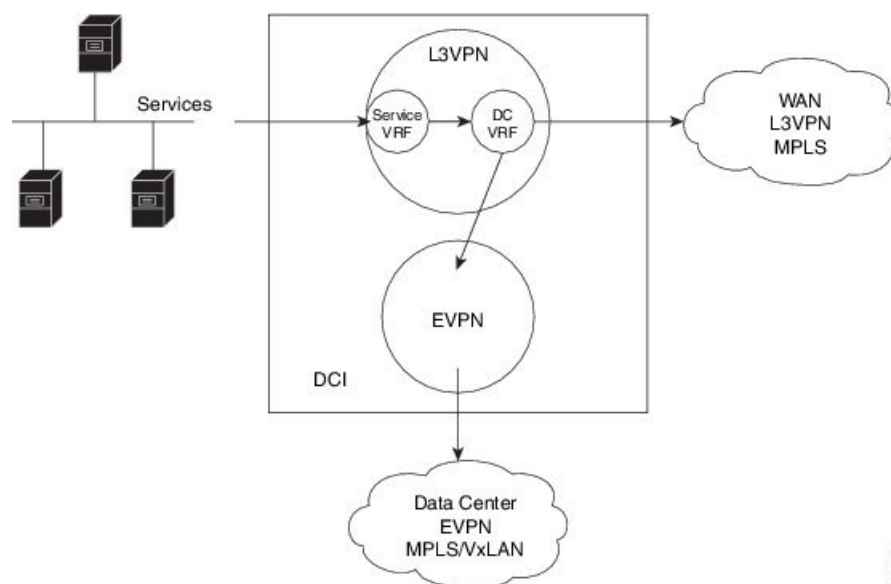 L3VPN
Services
Service
VRF
DC
VRF
WAN
L3VPN
MPLS
EVPN
DCI
Data Center
EVPN
MPLS/VxLAN